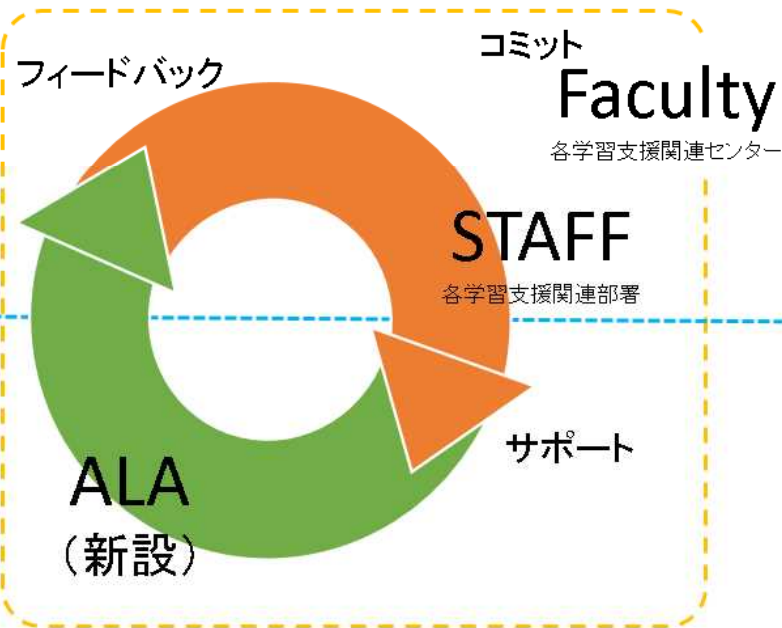 コミット
フィードバック
Faculty
各学習支援関連センター
STAFF
各学習支援関連部署
サポート
ALA
（新設）